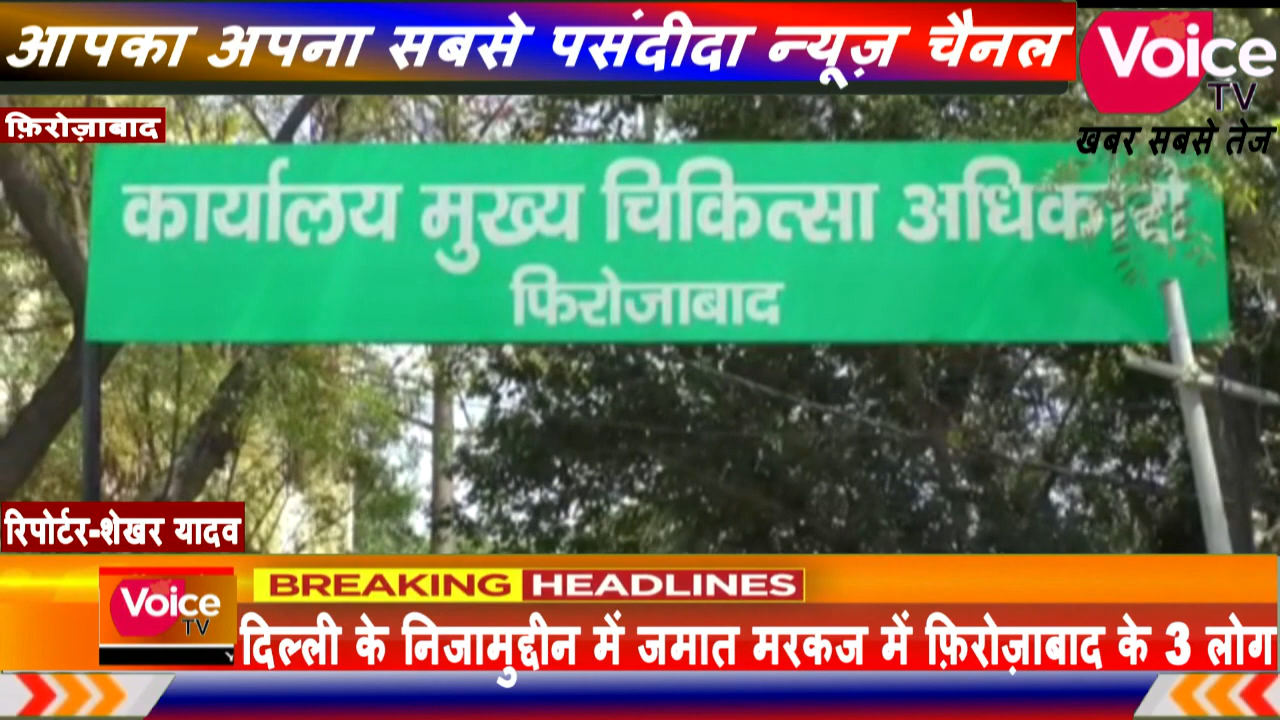 आपका अपना सबसे पसंदीदा न्यूज़ चैनल
Voice
TV
खबर सबसे तेज
फ़िरोज़ाबाद
कार्यालय मुख्य चिकित्सा अधिकारी
फिरोजाबाद
रिपोर्टर-शेखर यादव
BREAKING HEADLINES
Voice
TV
दिल्ली के निजामुद्दीन में जमात मरकज में फ़िरोज़ाबाद के 3 लोग